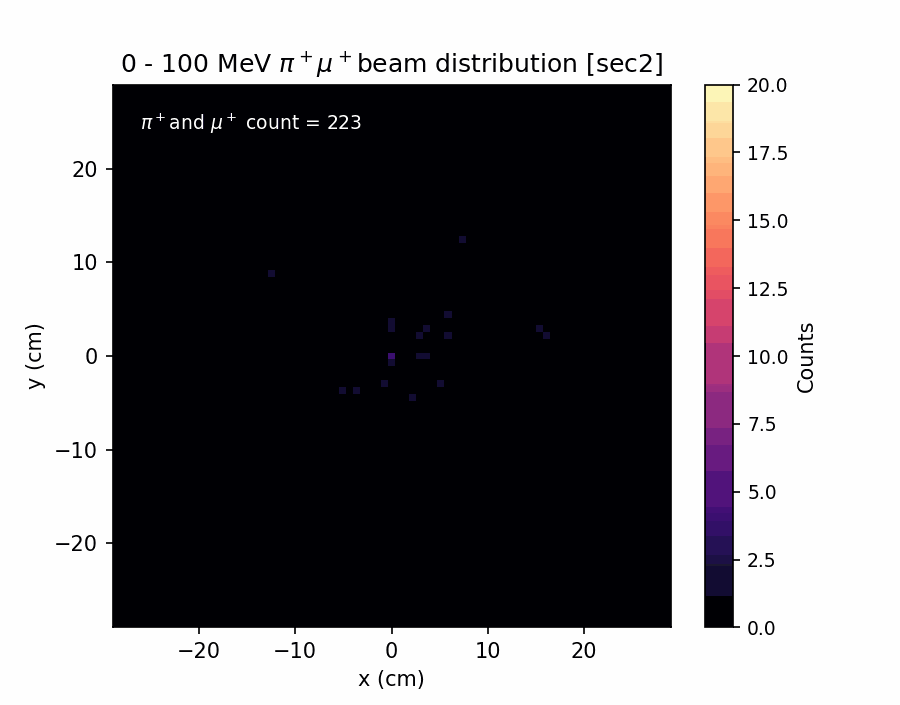 0 - 100 MeV π⁺μ⁺beam distribution [sec2]
π⁺and μ⁺ count = 223
20
10
0
−10
−20
y (cm)
−20 −10 0 10 20
x (cm)
20.0
17.5
15.0
12.5
10.0
7.5
5.0
2.5
0.0
Counts